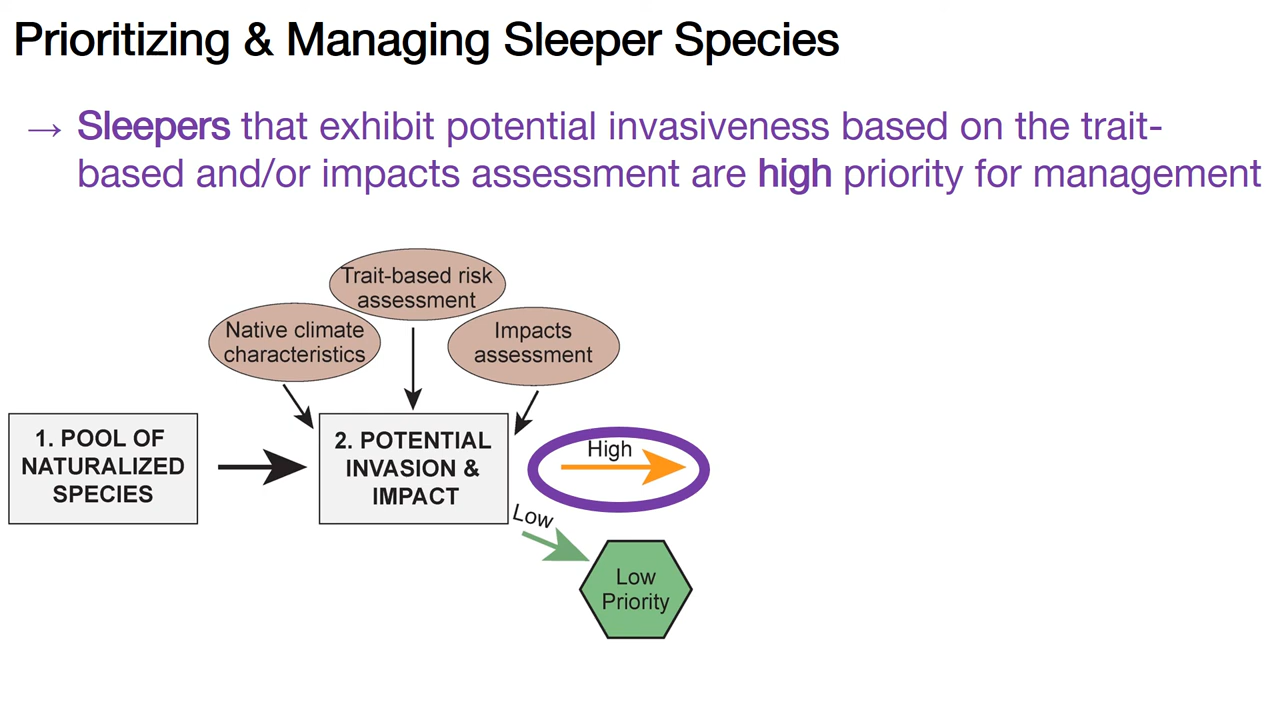 Prioritizing & Managing Sleeper Species
→ Sleepers that exhibit potential invasiveness based on the trait-
based and/or impacts assessment are high priority for management
Trait-based risk
assessment
Native climate
characteristics
Impacts
assessment
1. POOL OF
NATURALIZED
SPECIES
2. POTENTIAL
INVASION &
IMPACT
High
Low
Low
Priority